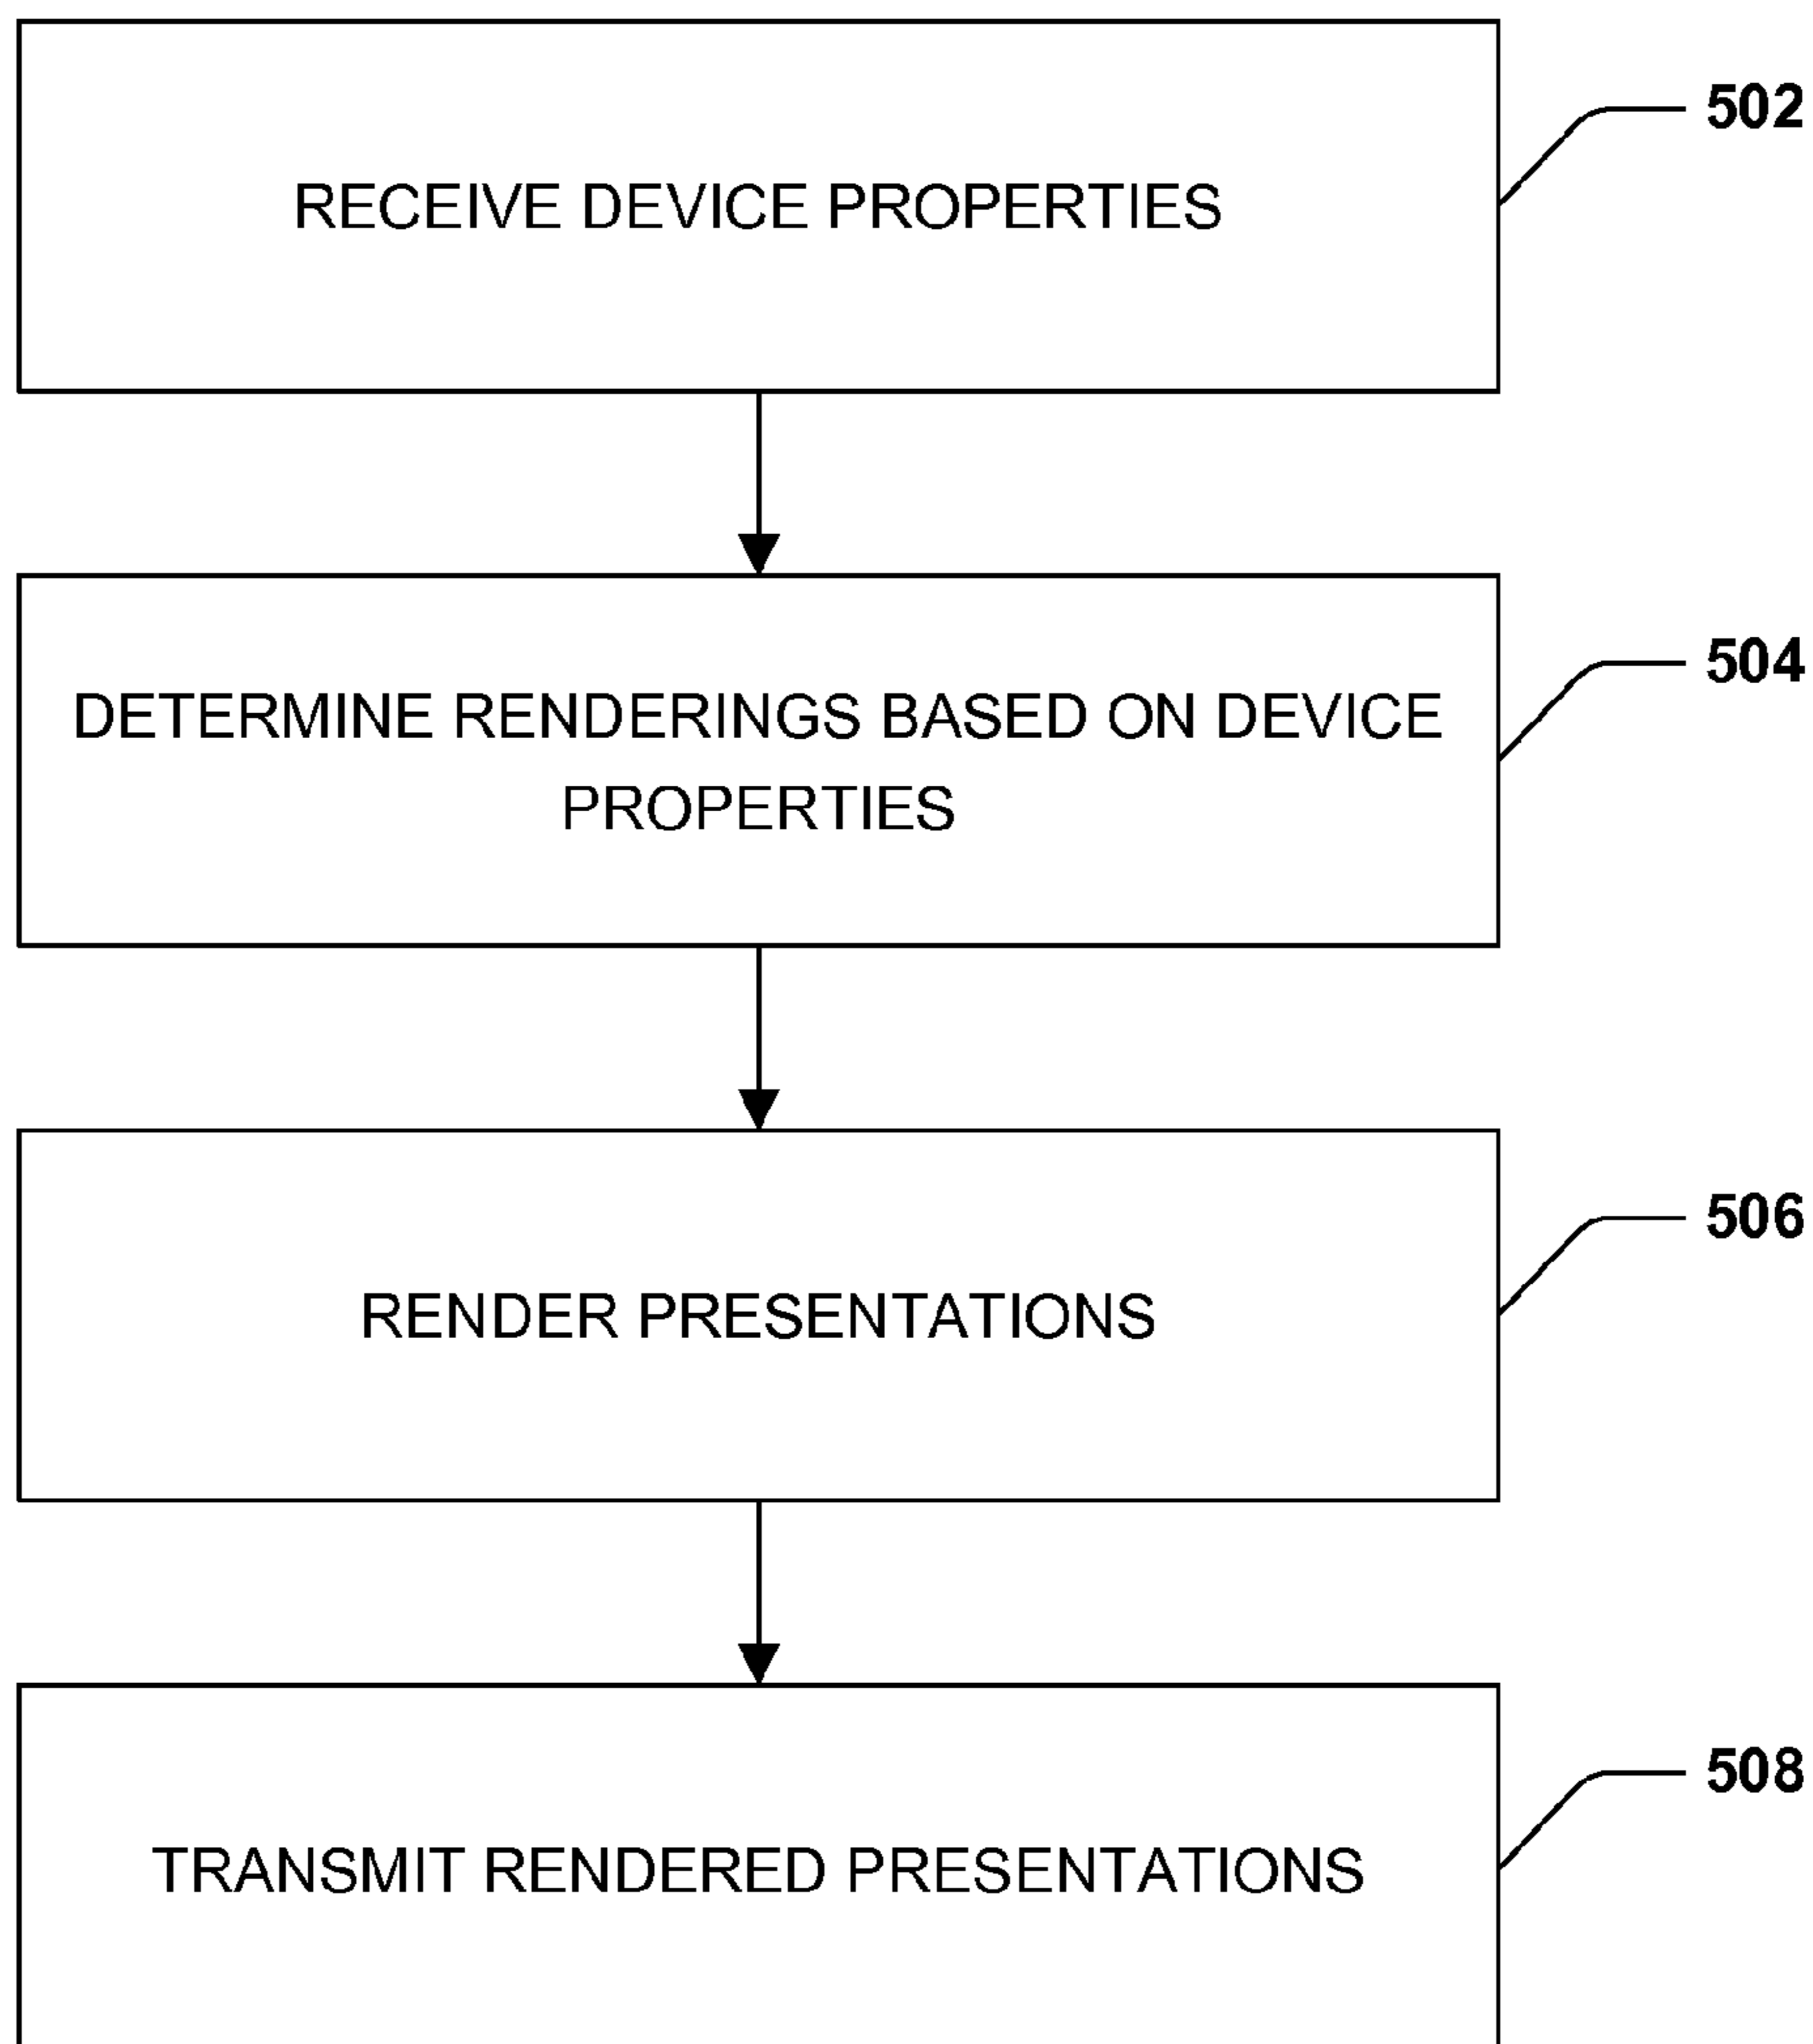 RECEIVE DEVICE PROPERTIES
502
DETERMINE RENDERINGS BASED ON DEVICE
PROPERTIES
504
RENDER PRESENTATIONS
506
TRANSMIT RENDERED PRESENTATIONS
508